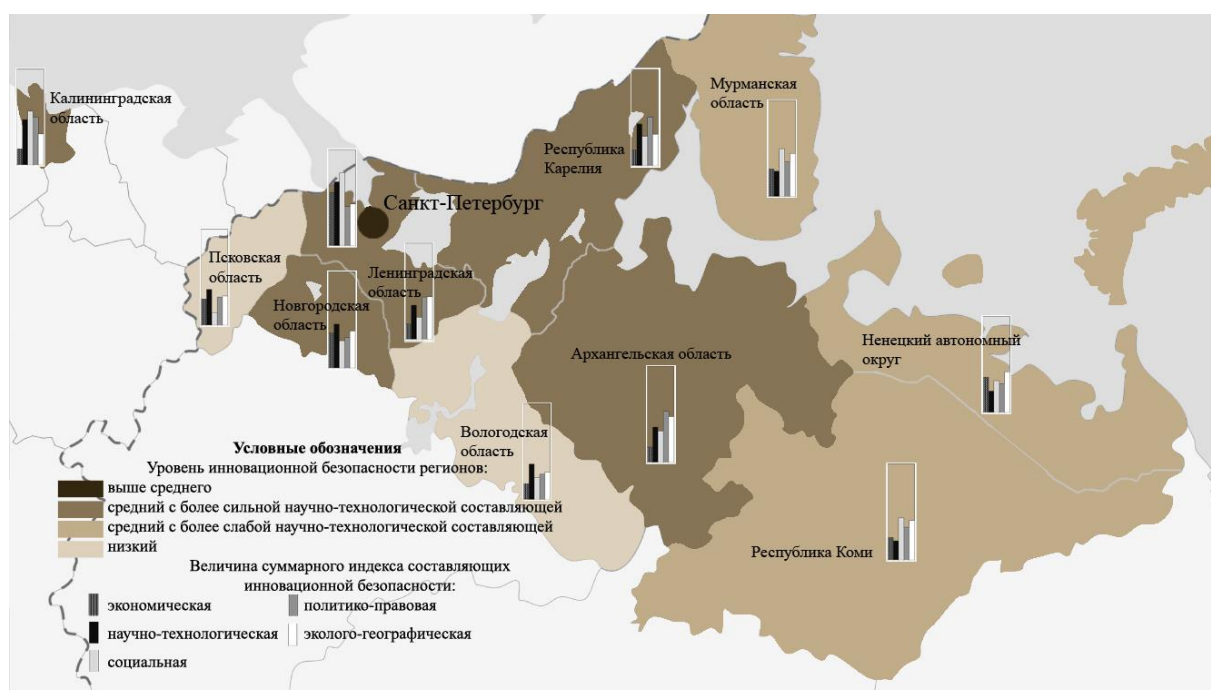 Калининградская
область
Мурманская
область
Республика
Карелия
Санкт-Петербург
Псковская
область
Ленинградская
область
Новгородская
область
Ненецкий автономный
округ
Архангельская область
Вологодская
область
Республика Коми
Условные обозначения
Уровень инновационной безопасности регионов:
выше среднего
средний с более сильной научно-технологической составляющей
средний с более слабой научно-технологической составляющей
низкий
Величина суммарного индекса составляющих
инновационной безопасности:
экономическая
политико-правовая
научно-технологическая
эколого-географическая
социальная